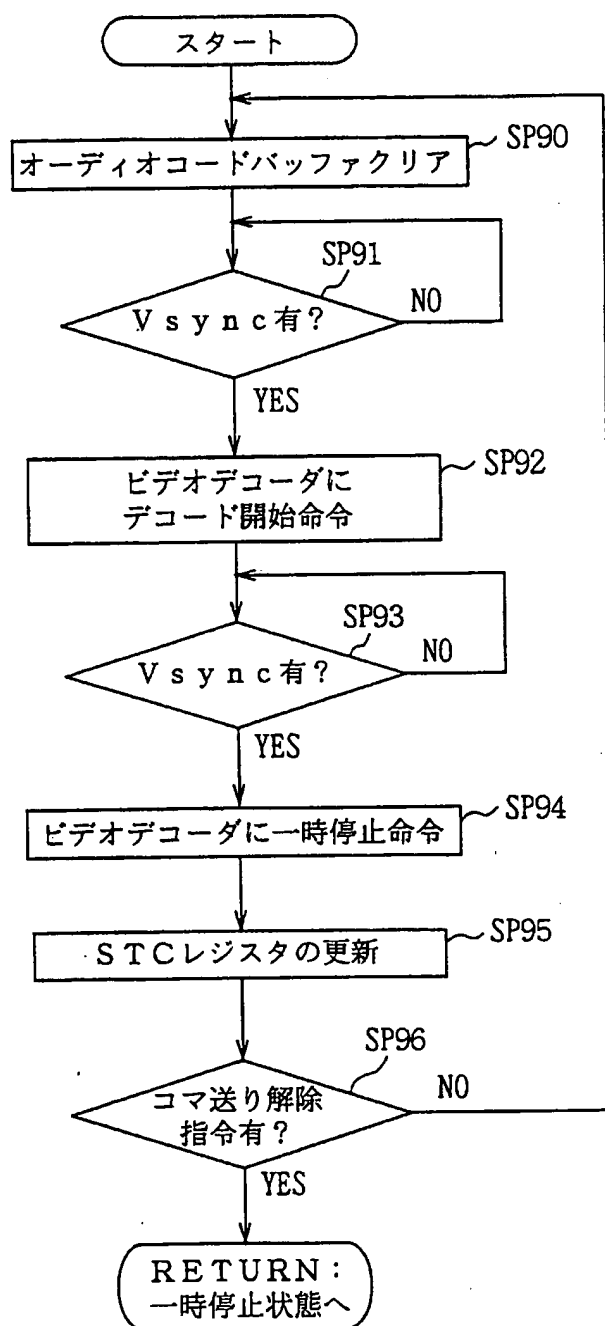 スタート
SP90
オーディオコードバッファクリア
SP91
Vsync有?
NO
YES
SP92
ビデオデコーダに
デコード開始命令
SP93
Vsync有?
NO
YES
SP94
ビデオデコーダに一時停止命令
SP95
STCレジスタの更新
SP96
コマ送り解除
指令有?
NO
YES
RETURN:
一時停止状態へ